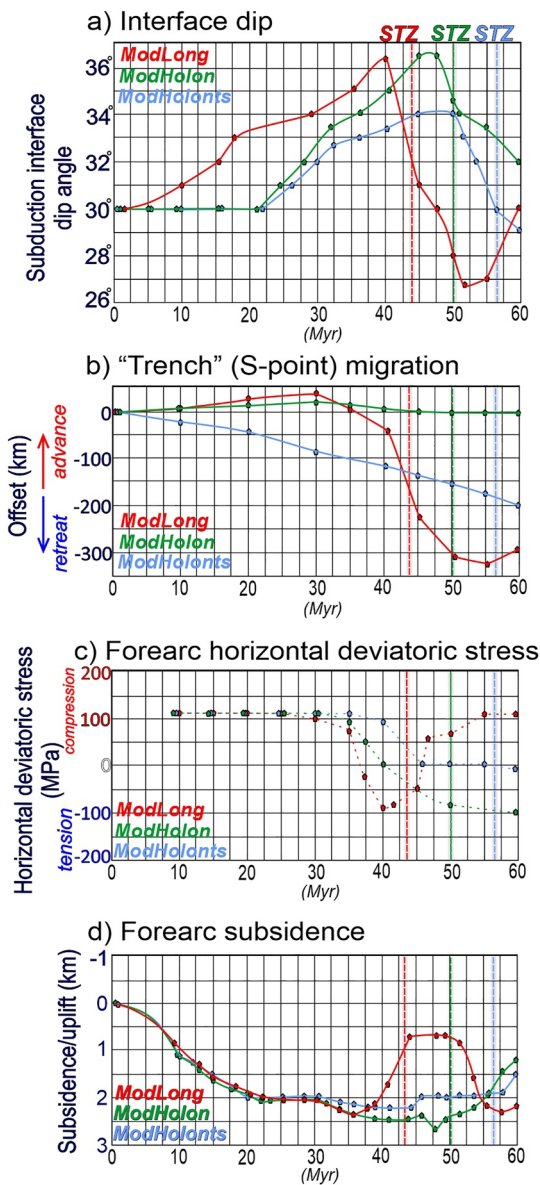 a) Interface dip
STZ STZ STZ
ModLong
ModHolon
ModHolonts
Subduction interface
dip angle
36°
34°
32°
30°
28°
26°
0 10 20 30 40 50 60
(Myr)
b) “Trench” (S-point) migration
Offset (km)
retreat advance
0
-100
-200
-300
ModLong
ModHolon
ModHolonts
0 10 20 30 40 50 60
(Myr)
c) Forearc horizontal deviatoric stress
Horizontal deviatoric stress
(MPa)
tension compression
200
100
0
-100
-200
ModLong
ModHolon
ModHolonts
0 10 20 30 40 50 60
(Myr)
d) Forearc subsidence
Subsidence/uplift (km)
-1
0
1
2
3
ModLong
ModHolon
ModHolonts
0 10 20 30 40 50 60
(Myr)